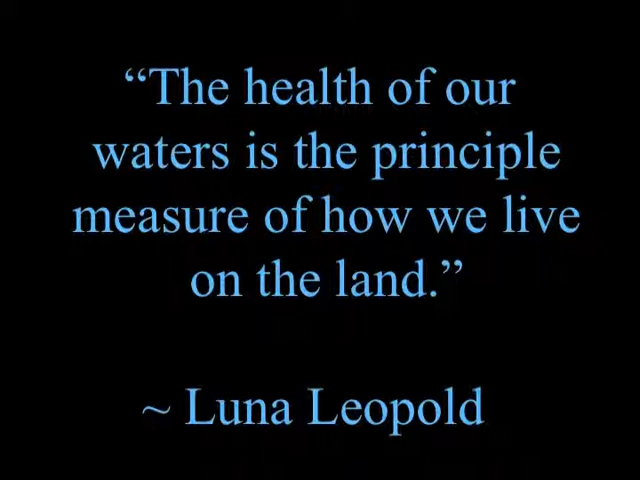 “The health of our
waters is the principle
measure of how we live
on the land.”
~ Luna Leopold